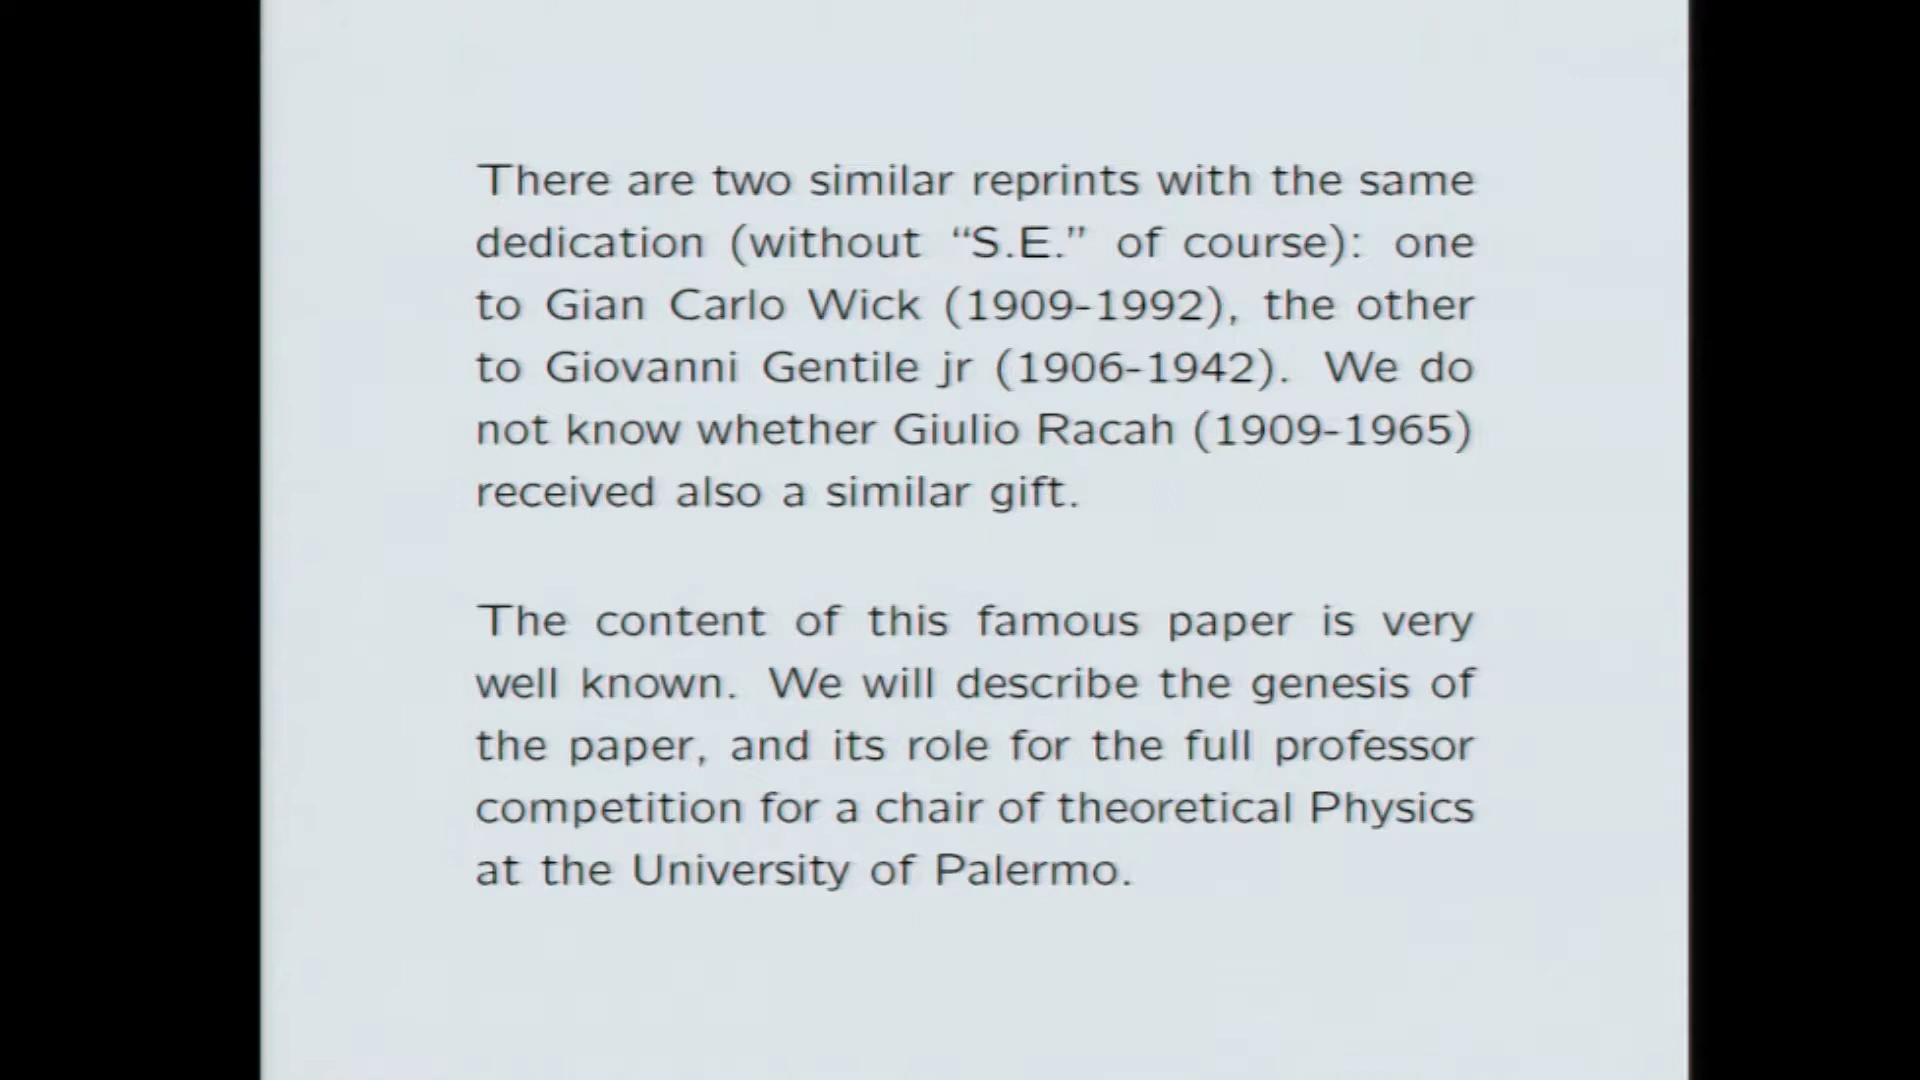 There are two similar reprints with the same
dedication (without “S.E.” of course): one
to Gian Carlo Wick (1909-1992), the other
to Giovanni Gentile jr (1906-1942). We do
not know whether Giulio Racah (1909-1965)
received also a similar gift.
The content of this famous paper is very
well known. We will describe the genesis of
the paper, and its role for the full professor
competition for a chair of theoretical Physics
at the University of Palermo.